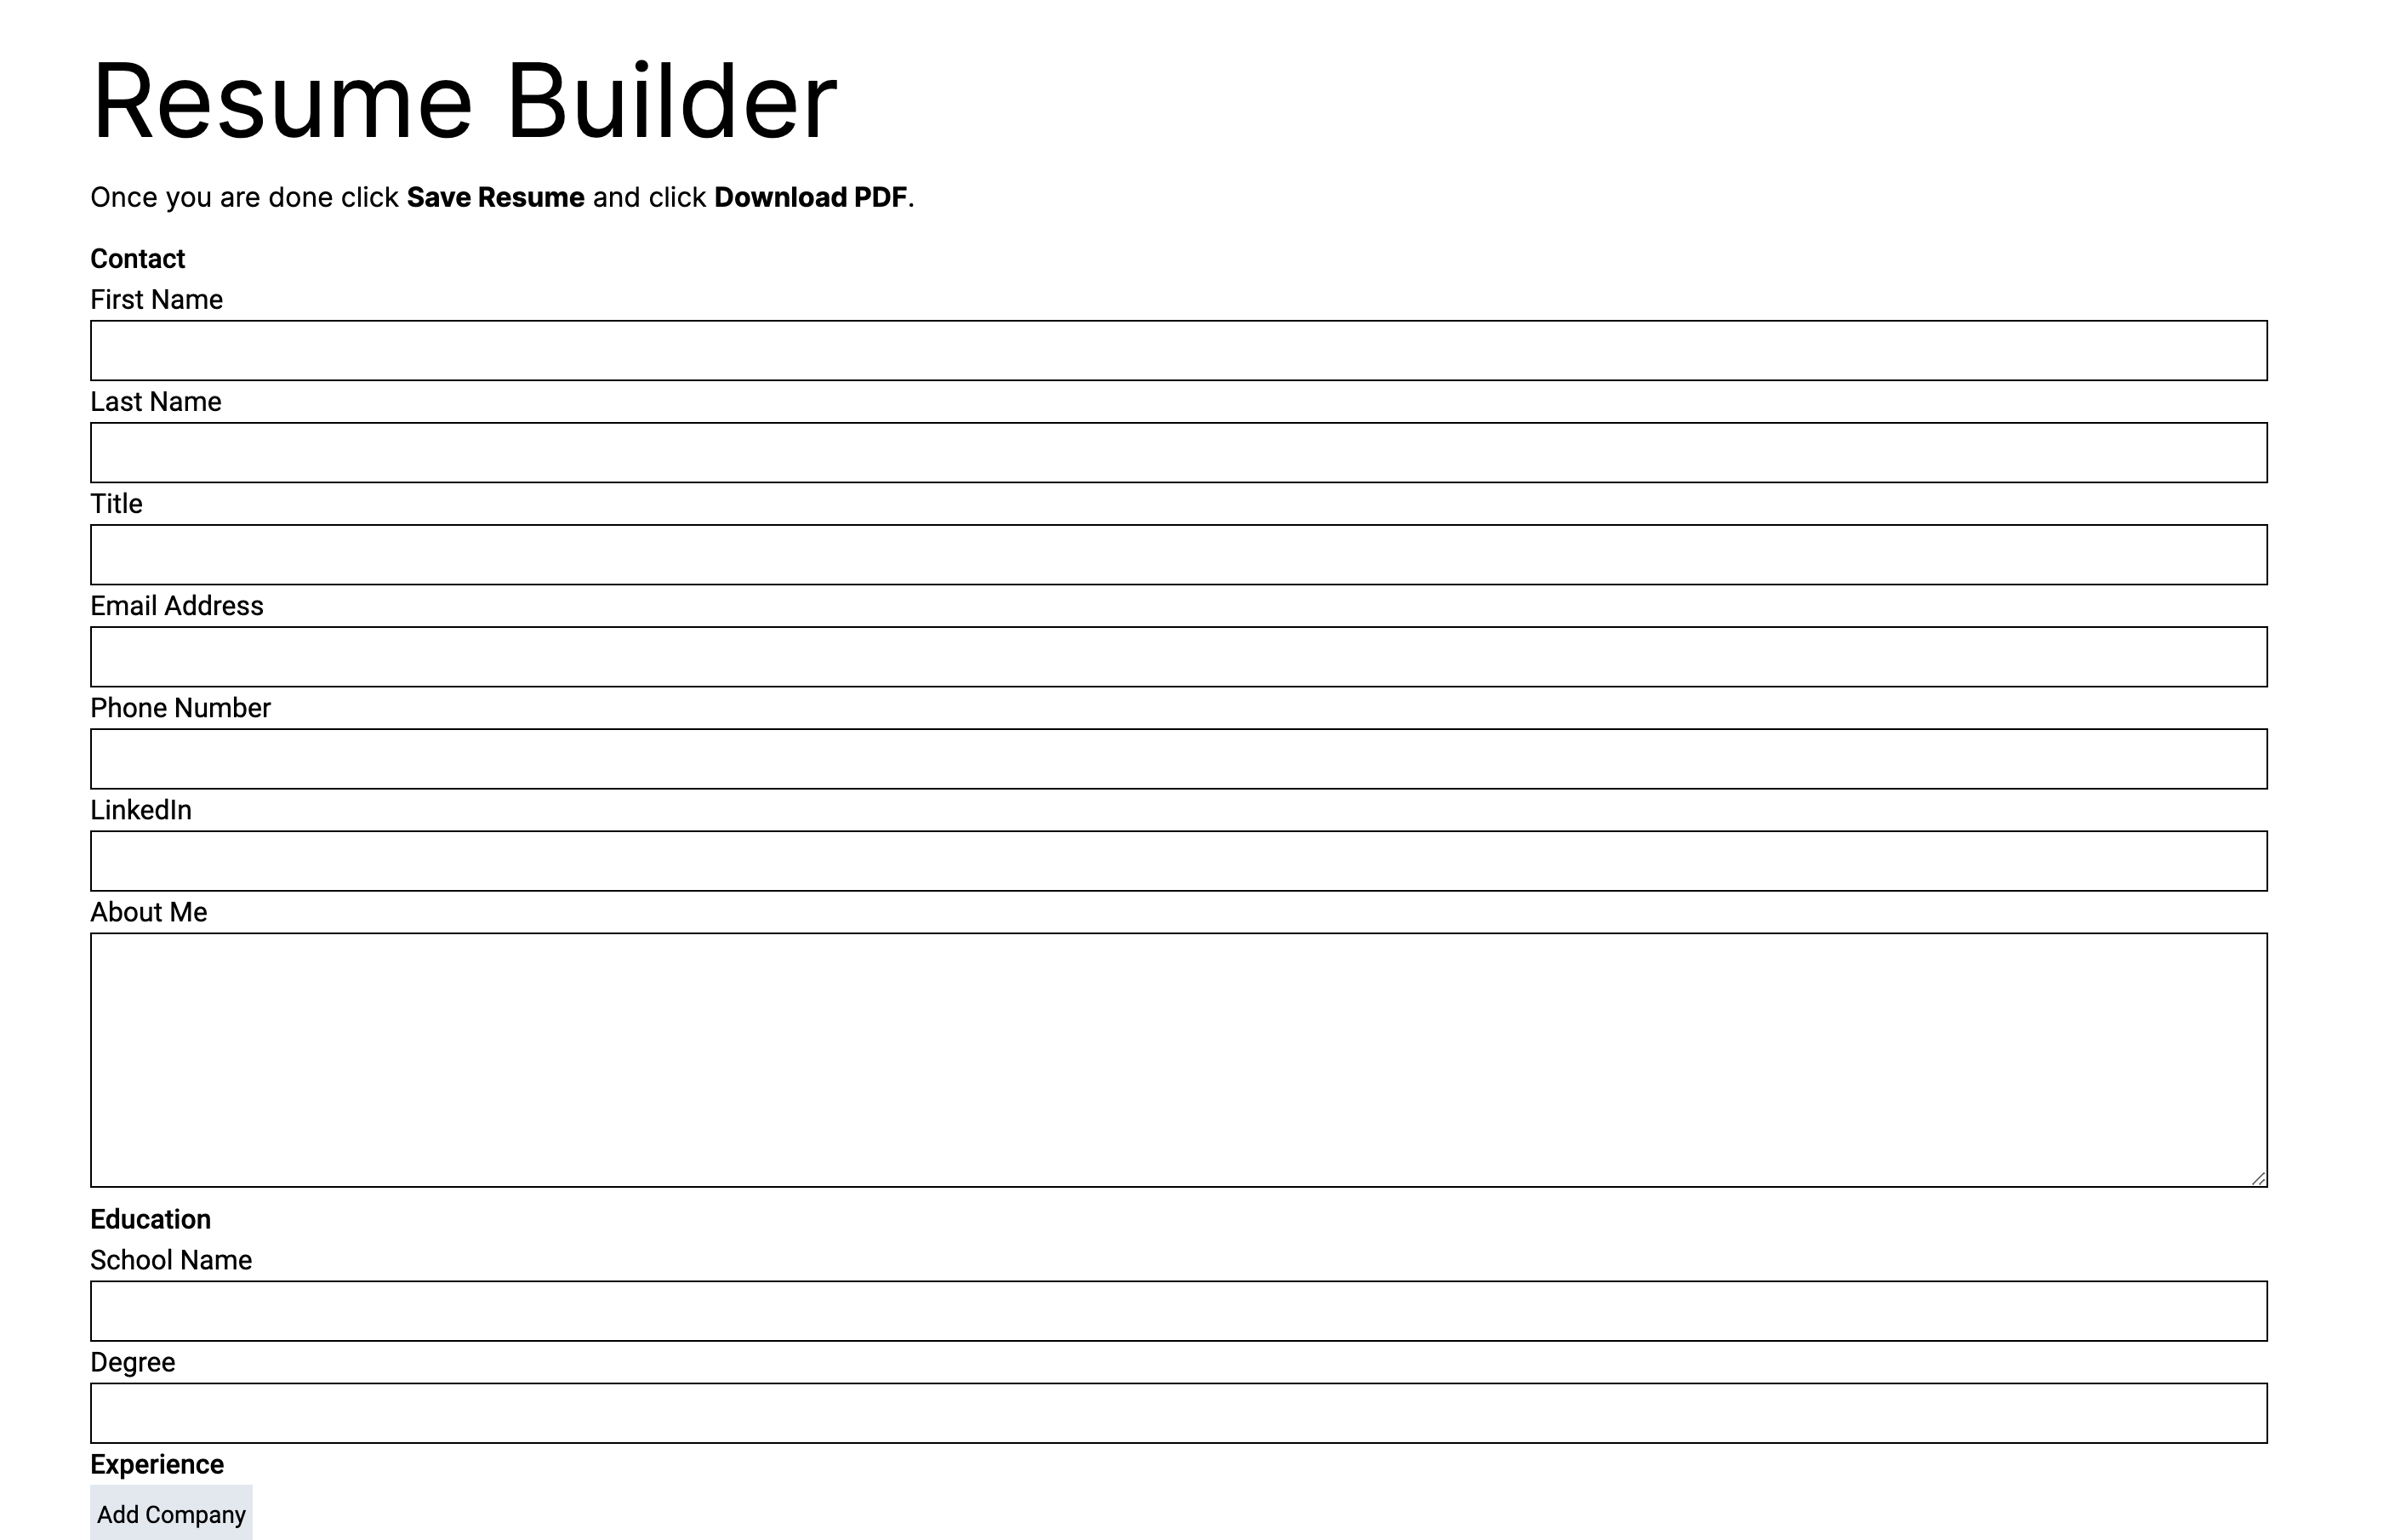 Resume Builder
Once you are done click Save Resume and click Download PDF.
Contact
First Name
Last Name
Title
Email Address
Phone Number
LinkedIn
About Me
Education
School Name
Degree
Experience
Add Company